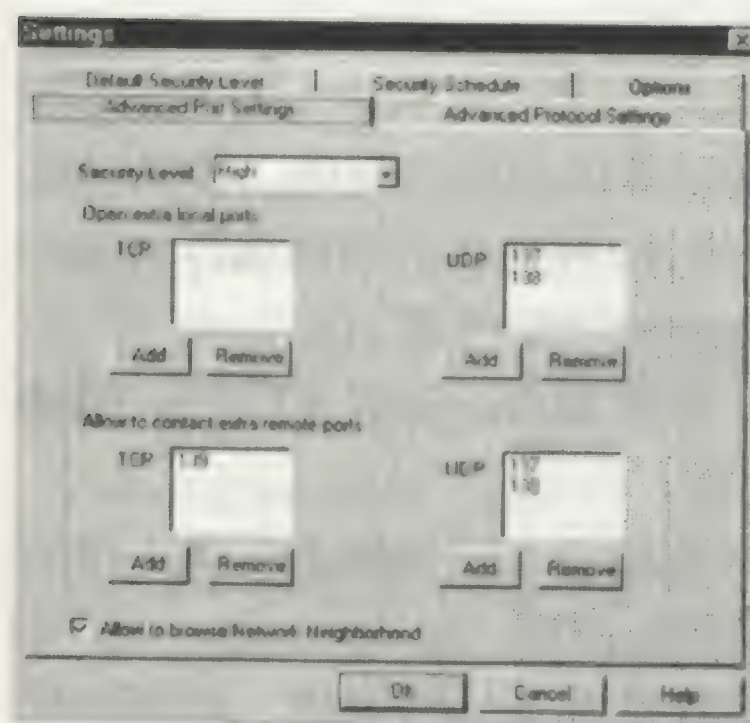 Settings
Default Security Level | Security Schedule | Options
Advanced Port Settings | Advanced Protocol Settings
Security Level High
Open extra local ports
TCP UDP 137
138
Add Remove Add Remove
Allow to contact extra remote ports
TCP 139 UDP 137
138
Add Remove Add Remove
Allow to browse Network Neighborhood
OK Cancel Help